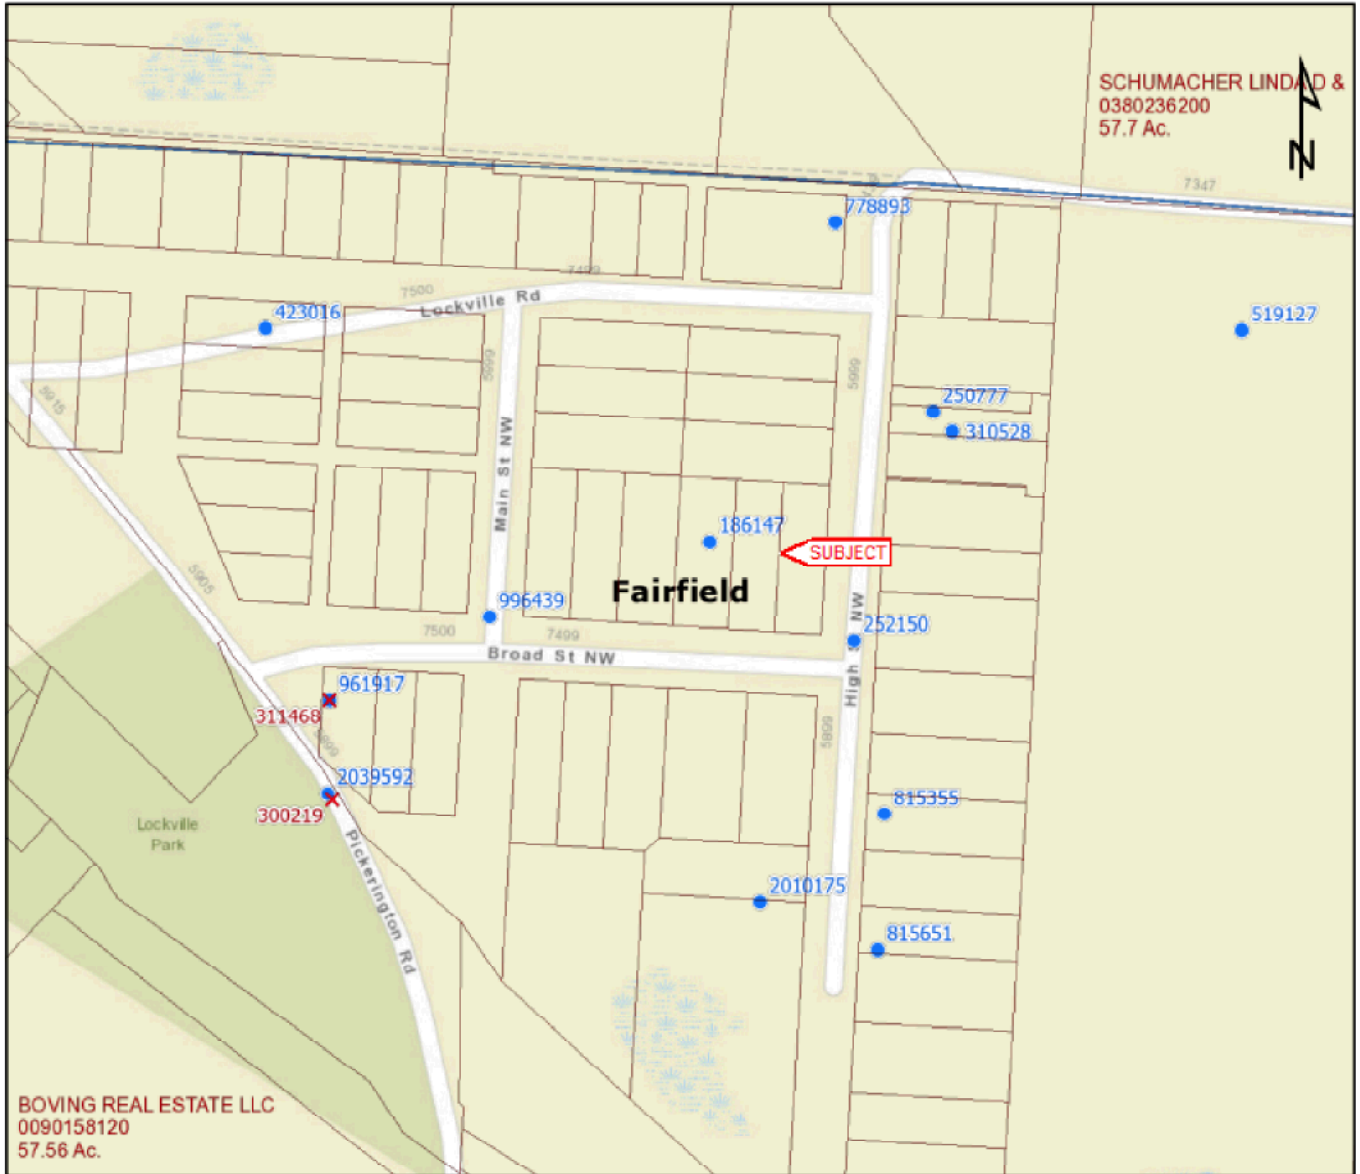 SCHUMACHER LINDA D &
0380236200
57.7 Ac.
N
7347
778893
7499
7500
Lockville Rd
423016
519127
5999
5999
5915
250777
310528
Main St NW
186147
SUBJECT
Fairfield
5905
996439
252150
7500
7499
Broad St NW
High St NW
961917
311468
5899
5899
2039592
300219
815355
Lockville
Park
Pickerington Rd
2010175
815651
BOVING REAL ESTATE LLC
0090158120
57.56 Ac.